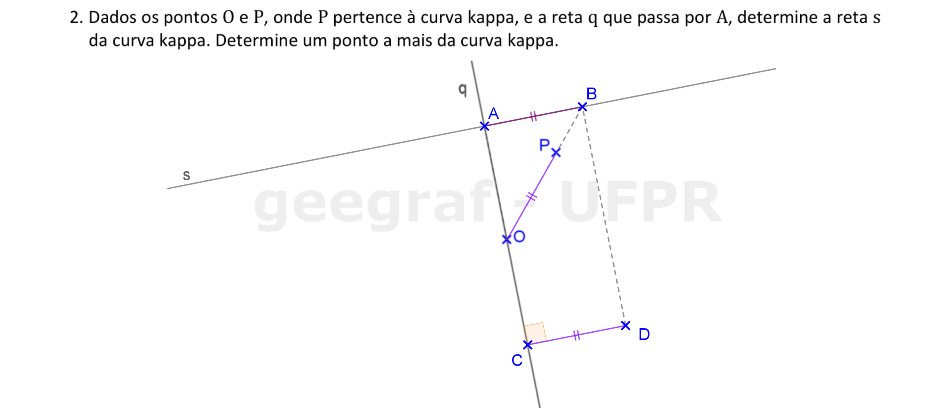 2. Dados os pontos O e P, onde P pertence à curva kappa, e a reta q que passa por A, determine a reta s
da curva kappa. Determine um ponto a mais da curva kappa.
q
B
A
P
s
geegraf - UFPR
O
D
C